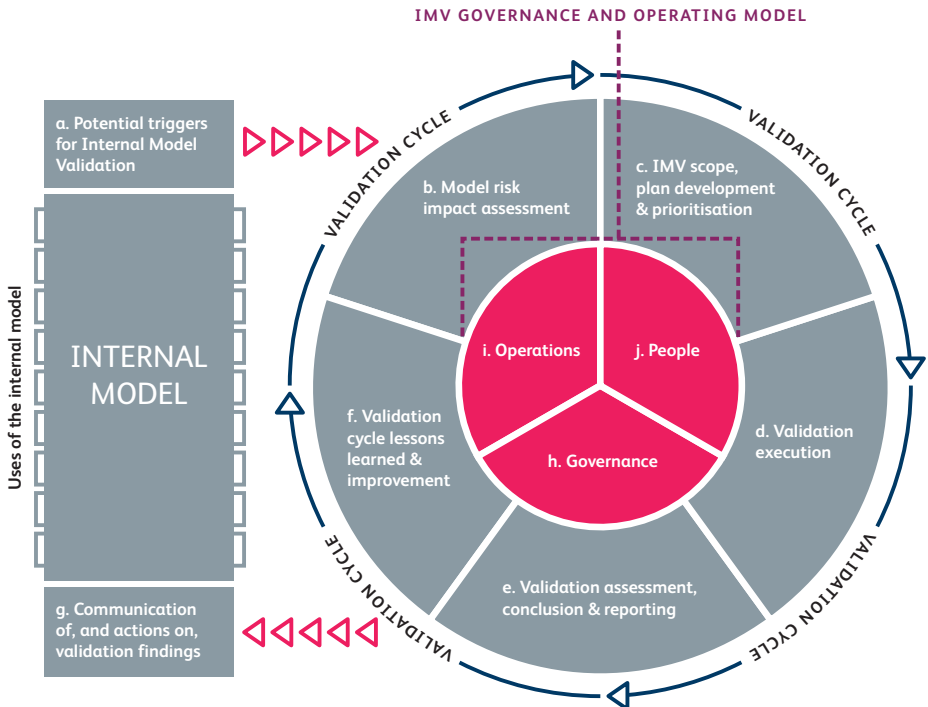 IMV GOVERNANCE AND OPERATING MODEL
a. Potential triggers
for Internal Model
Validation
Uses of the internal model
INTERNAL
MODEL
g. Communication
of, and actions on,
validation findings
VALIDATION CYCLE
VALIDATION CYCLE
b. Model risk
impact assessment
c. IMV scope,
plan development
& prioritisation
i. Operations
j. People
h. Governance
f. Validation
cycle lessons
learned &
improvement
d. Validation
execution
e. Validation assessment,
conclusion & reporting
VALIDATION CYCLE
VALIDATION CYCLE